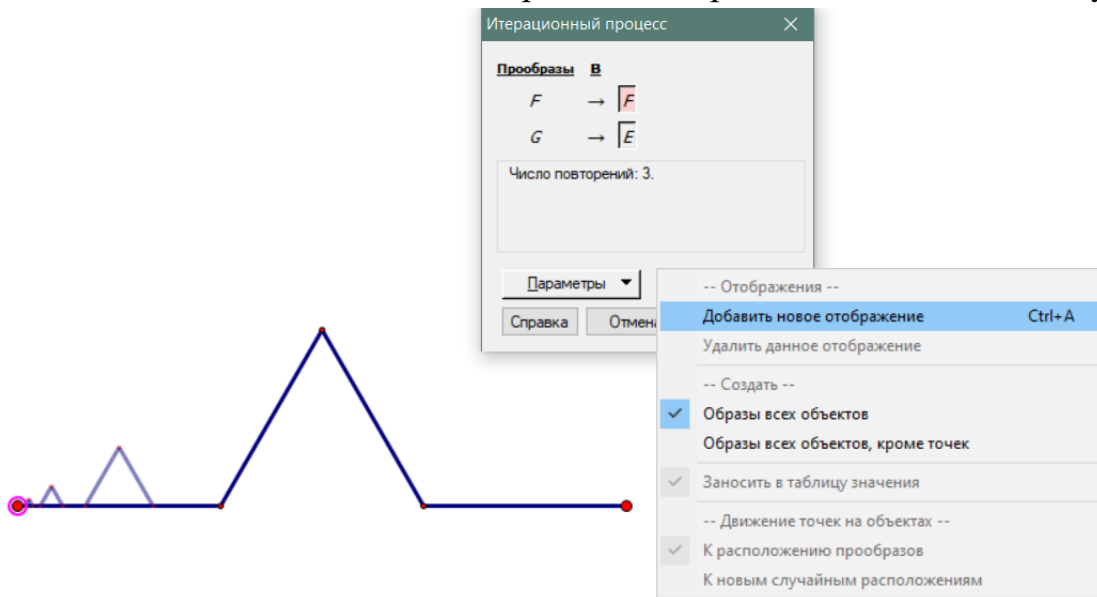 Итерационный процесс
Прообразы В
F → F
G → E
Число повторений: 3.
Параметры
Справка Отмена
-- Отображения --
Добавить новое отображение Ctrl+A
Удалить данное отображение
-- Создать --
Образы всех объектов
Образы всех объектов, кроме точек
Заносить в таблицу значения
-- Движение точек на объектах --
К расположению прообразов
К новым случайным расположениям